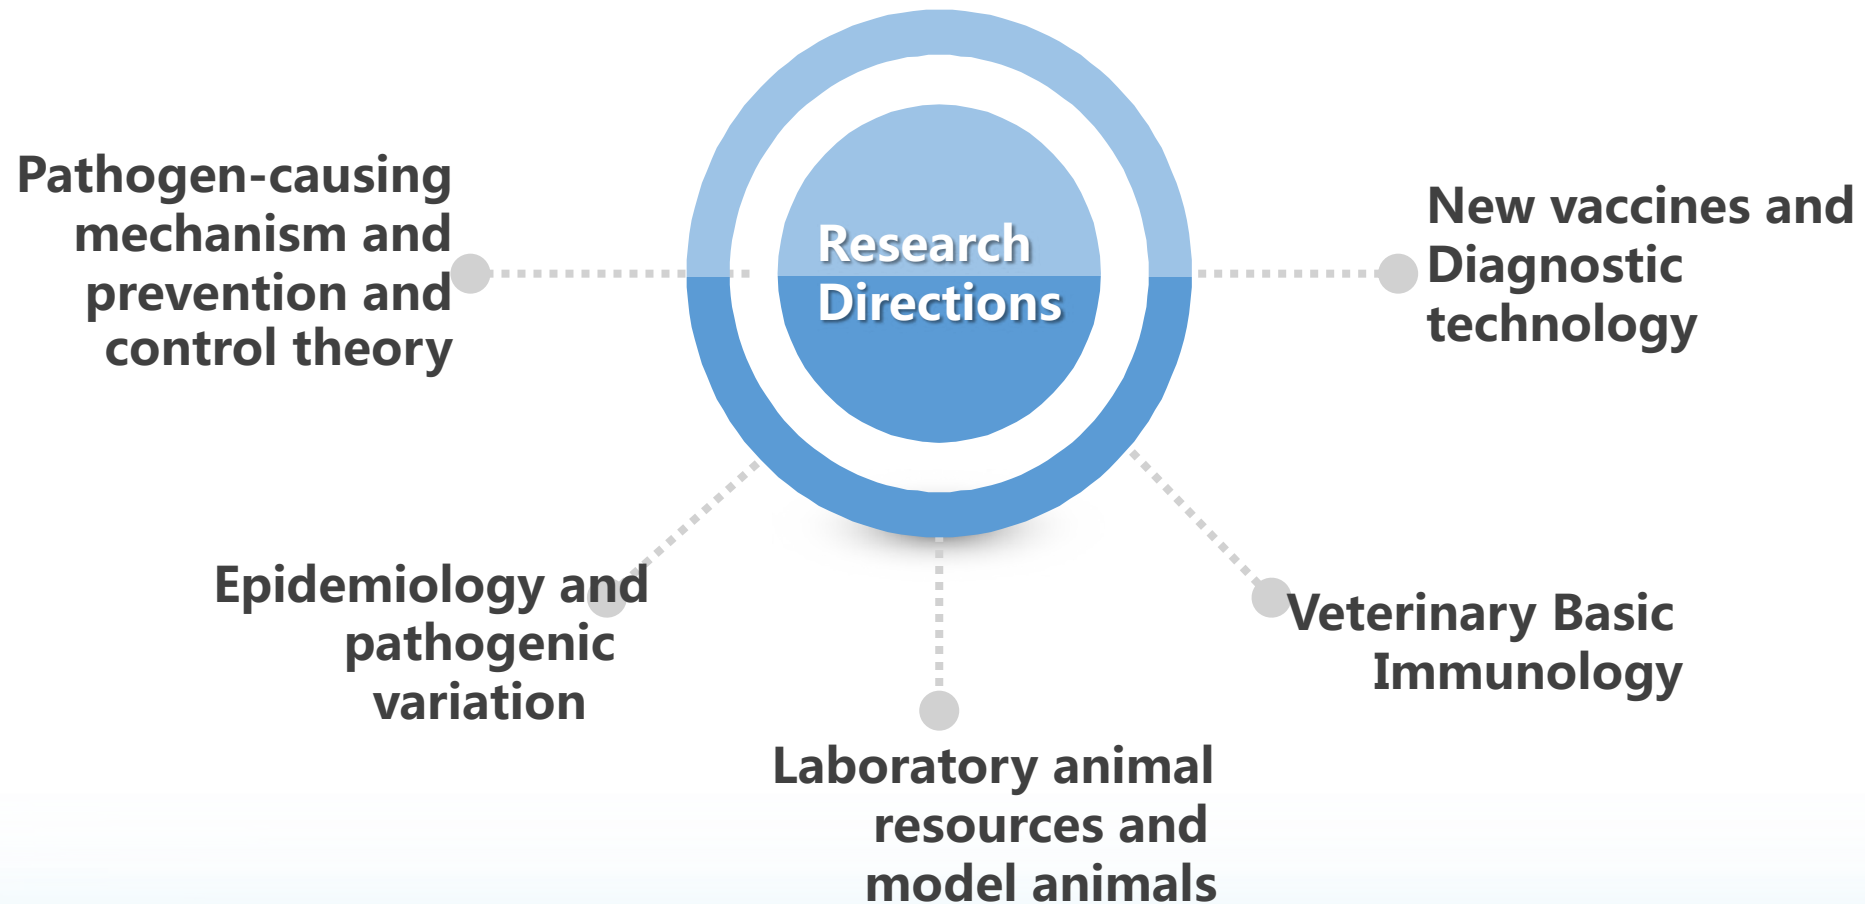 Research
Directions
Pathogen-causing
mechanism and
prevention and
control theory
New vaccines and
Diagnostic
technology
Epidemiology and
pathogenic
variation
Veterinary Basic
Immunology
Laboratory animal
resources and
model animals